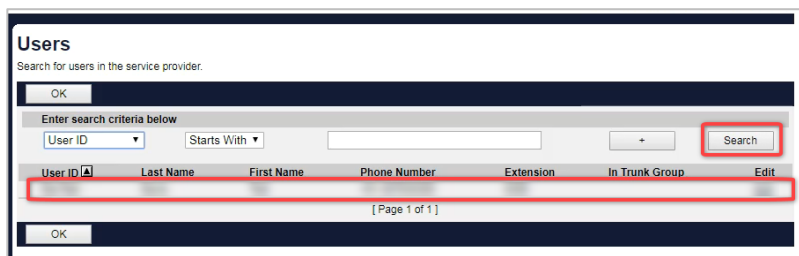 Users
Search for users in the service provider.
OK
Enter search criteria below
User ID Starts With + Search
User ID Last Name First Name Phone Number Extension In Trunk Group Edit
[ Page 1 of 1 ]
OK